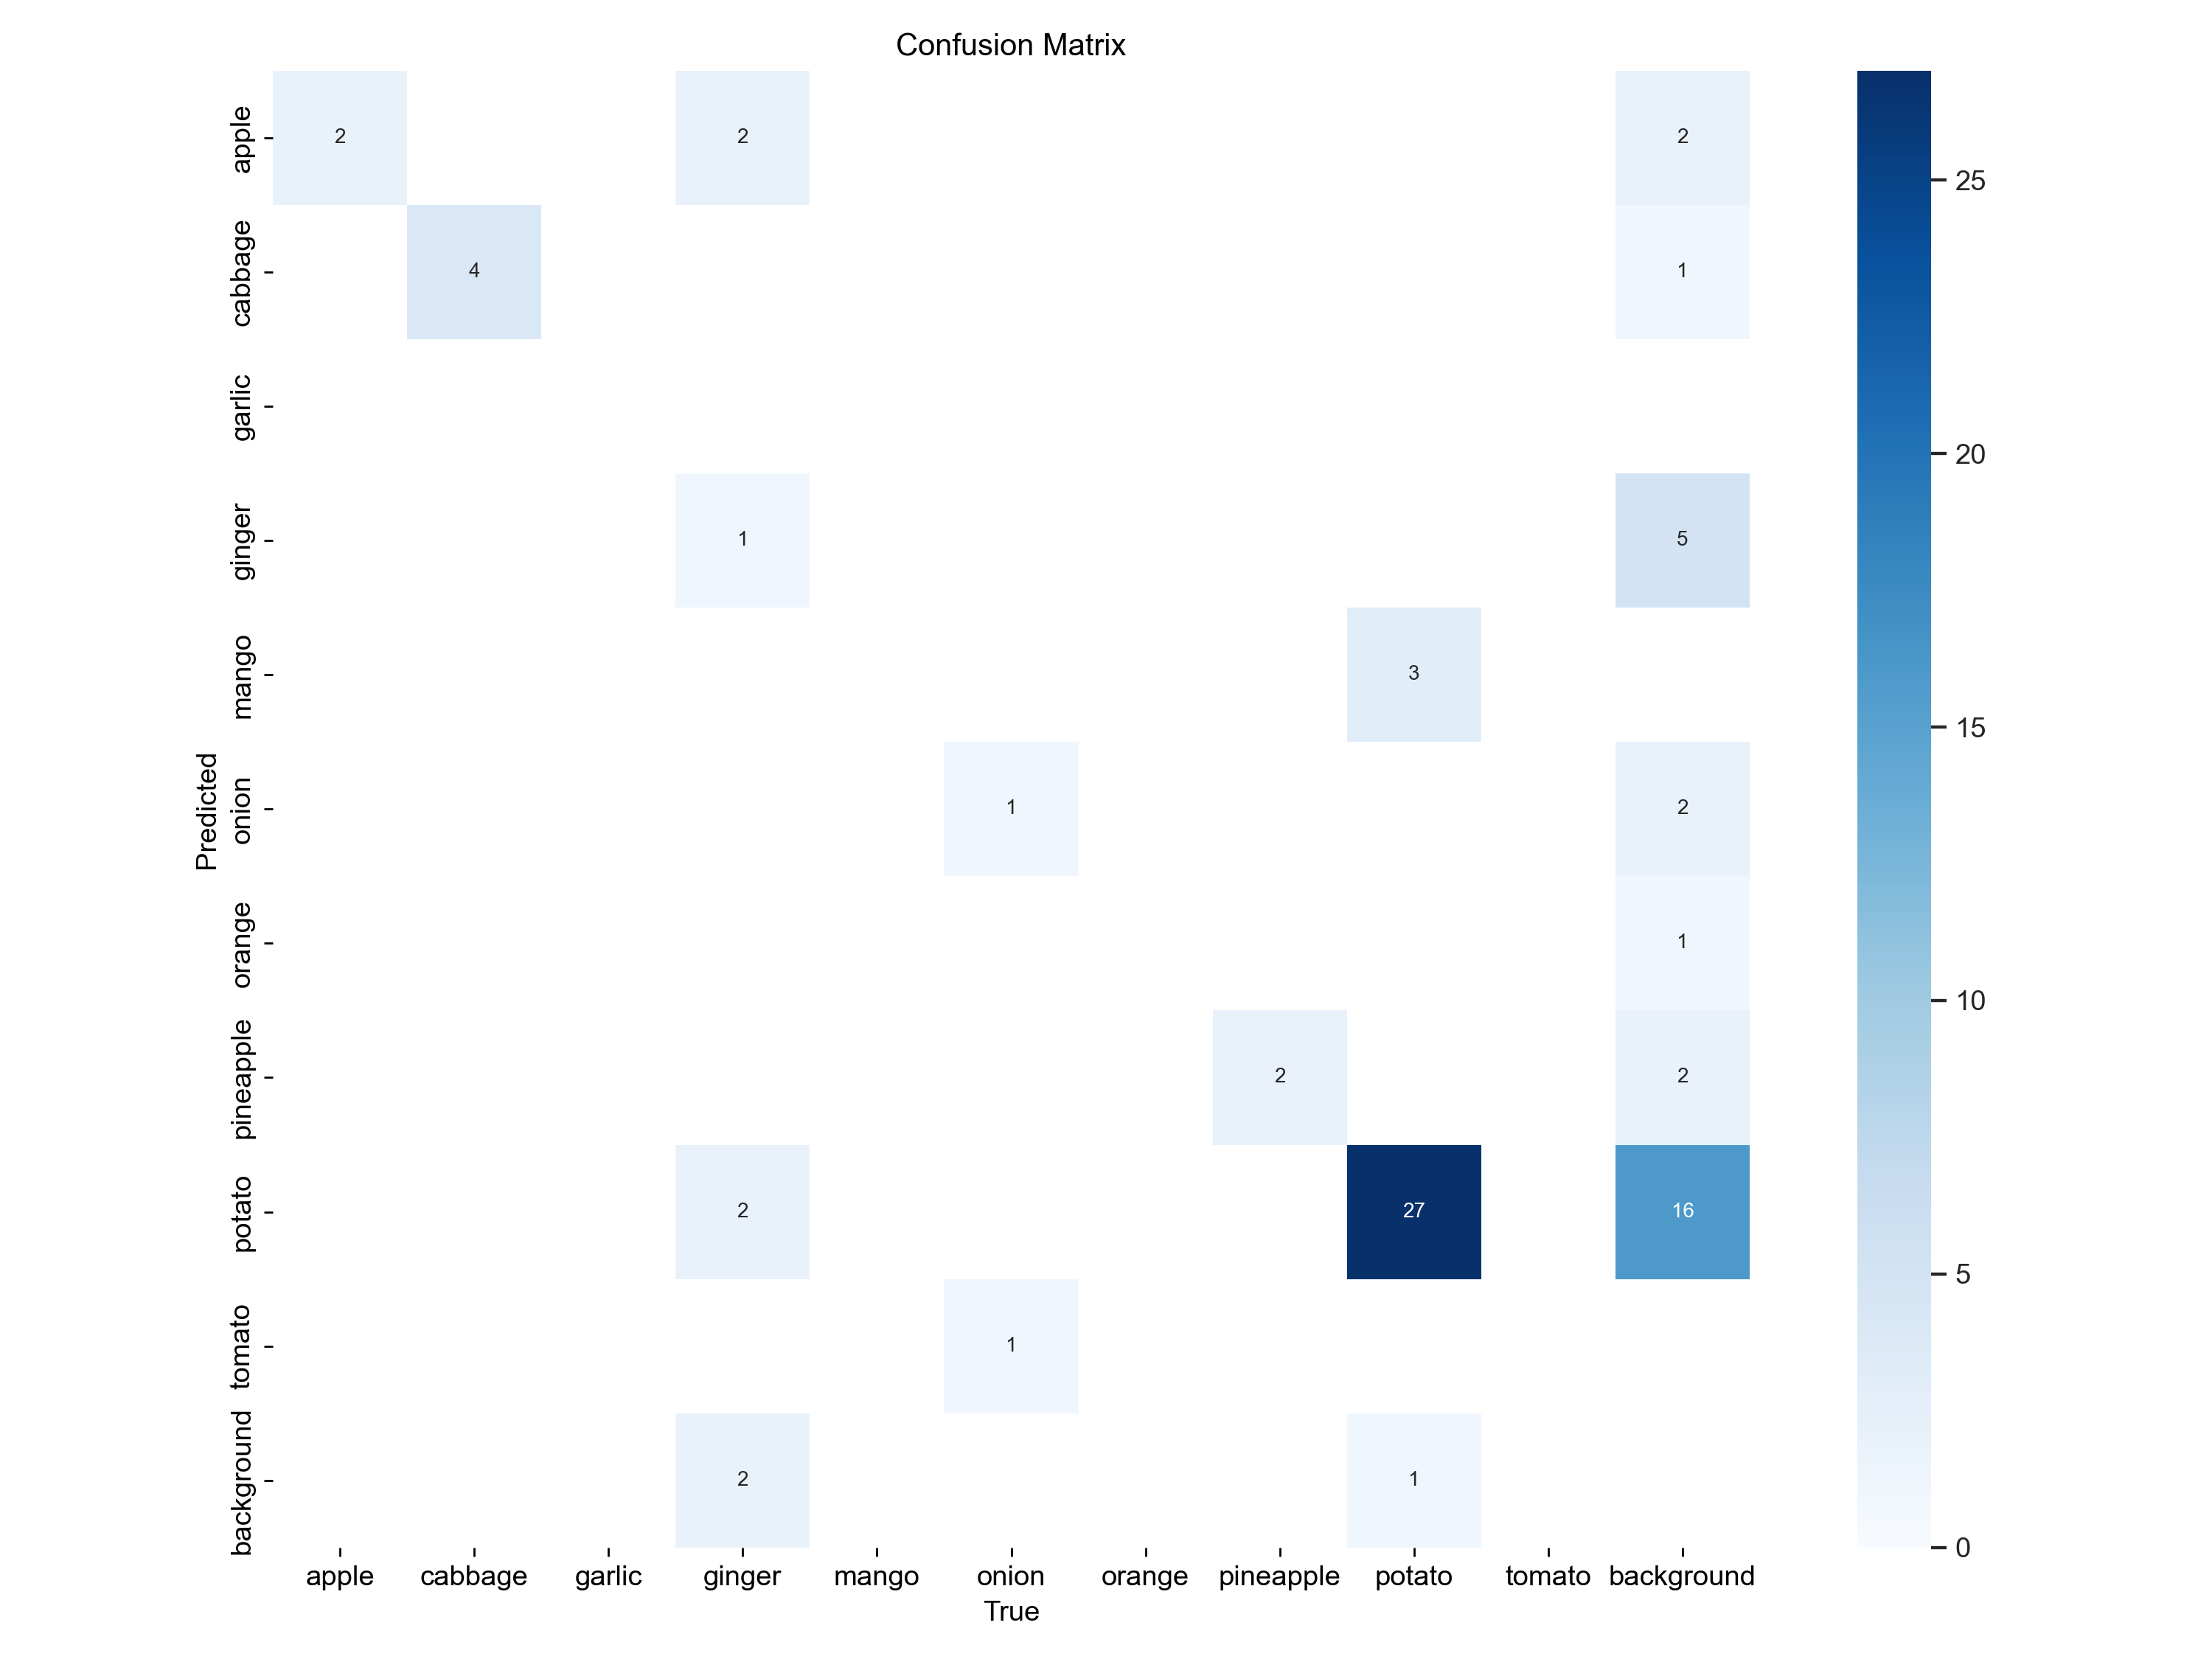 Confusion Matrix
apple
2
2
2
25
cabbage
4
1
garlic
20
ginger
1
5
mango
3
15
Predicted
onion
1
2
orange
1
10
pineapple
2
2
potato
2
27
16
5
tomato
1
background
2
1
0
apple cabbage garlic ginger mango onion orange pineapple potato tomato background
True